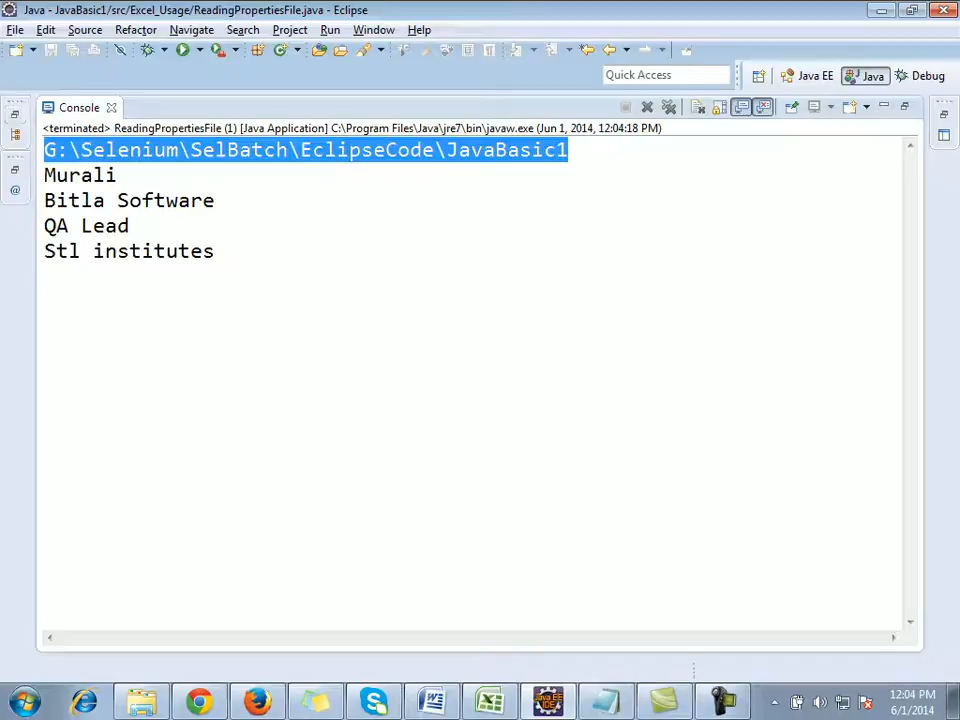 Java - JavaBasic1/src/Excel_Usage/ReadingPropertiesFile.java - Eclipse
File Edit Source Refactor Navigate Search Project Run Window Help
Quick Access Java EE Java Debug
Console
<terminated> ReadingPropertiesFile (1) [Java Application] C:\Program Files\Java\jre7\bin\javaw.exe (Jun 1, 2014, 12:04:18 PM)
G:\Selenium\SelBatch\EclipseCode\JavaBasic1
Murali
Bitla Software
QA Lead
Stl institutes
Java EE
IDE
12:04 PM
6/1/2014